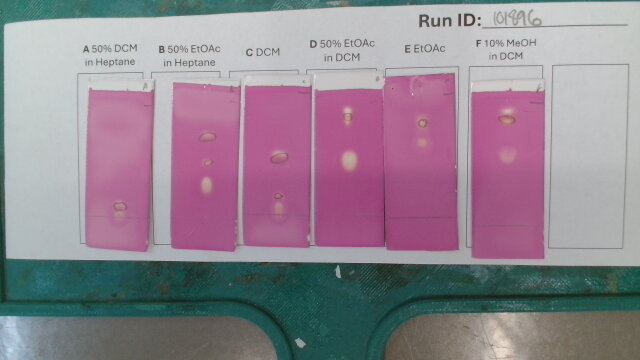 Run ID: 101896
A 50% DCM
in Heptane
B 50% EtOAc
in Heptane
C DCM
D 50% EtOAc
in DCM
E EtOAc
F 10% MeOH
in DCM